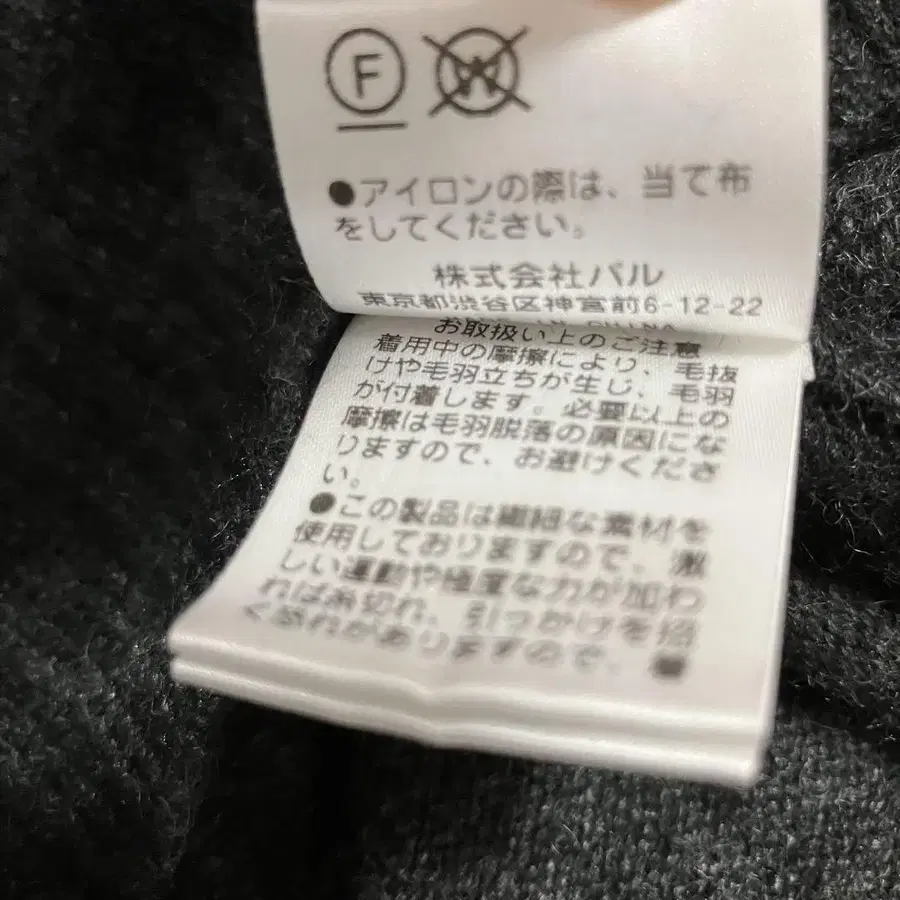 F
W
●アイロンの際は、当て布
をしてください。
株式会社バル
東京都渋谷区神宮前6-12-22
お取扱い上のご注意
着用中の摩擦により、毛抜
けや毛羽立ちが生じ、毛羽
が付着します。必要以上の
摩擦は毛羽脱落の原因にな
りますので、お避けくださ
い。
●この製品は繊細な素材を
使用しておりますので、激
しい運動や極度な力が加わ
れば糸切れ、引っかけを
く恐れがありますので、